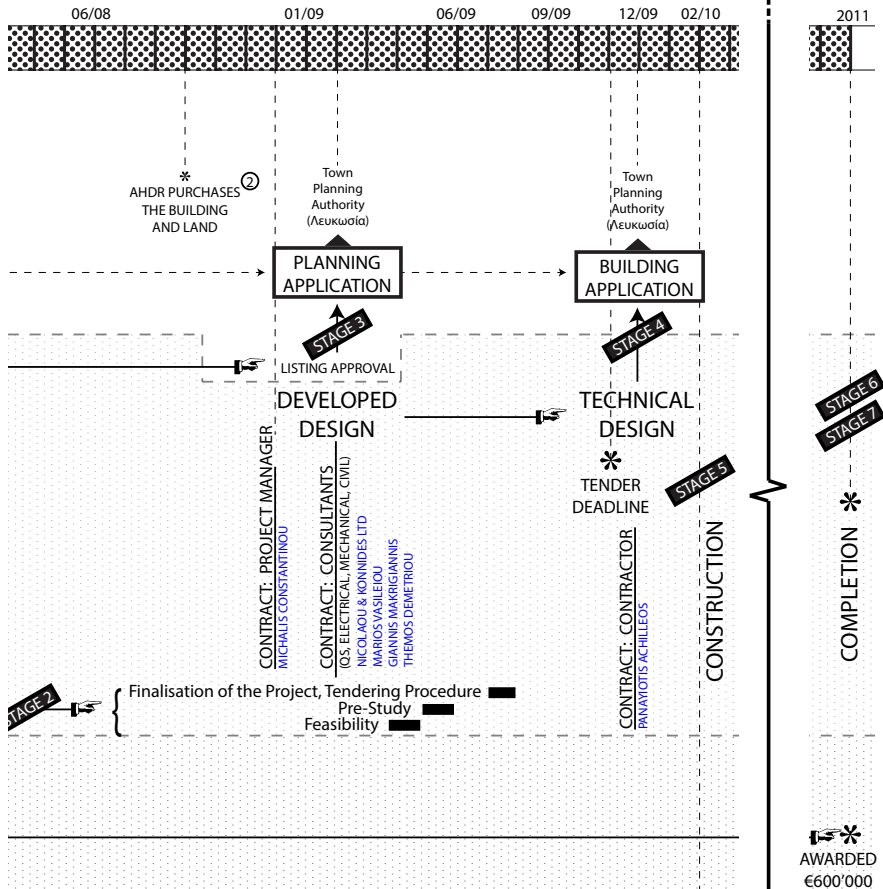 06/08
01/09
06/09
09/09
12/09
02/10
2011
AHDR PURCHASES
THE BUILDING
AND LAND
2
Town
Planning
Authority
(Λευκωσία)
Town
Planning
Authority
(Λευκωσία)
PLANNING
APPLICATION
BUILDING
APPLICATION
STAGE 3
STAGE 4
LISTING APPROVAL
DEVELOPED
DESIGN
TECHNICAL
DESIGN
STAGE 6
STAGE 7
TENDER
DEADLINE
STAGE 5
CONTRACT: PROJECT MANAGER
MICHALIS CONSTANTINOU
CONTRACT: CONSULTANTS
(QS, ELECTRICAL, MECHANICAL, CIVIL)
NICOLAOU & KONNIDES LTD
MARIOS VASILEIOU
GIANNIS MAKRIGIANNIS
THEMOS DEMETRIOU
CONTRACT: CONTRACTOR
PANAYIOTIS ACHILLEOS
CONSTRUCTION
COMPLETION
STAGE 2
Finalisation of the Project, Tendering Procedure
Pre-Study
Feasibility
AWARDED
€600'000